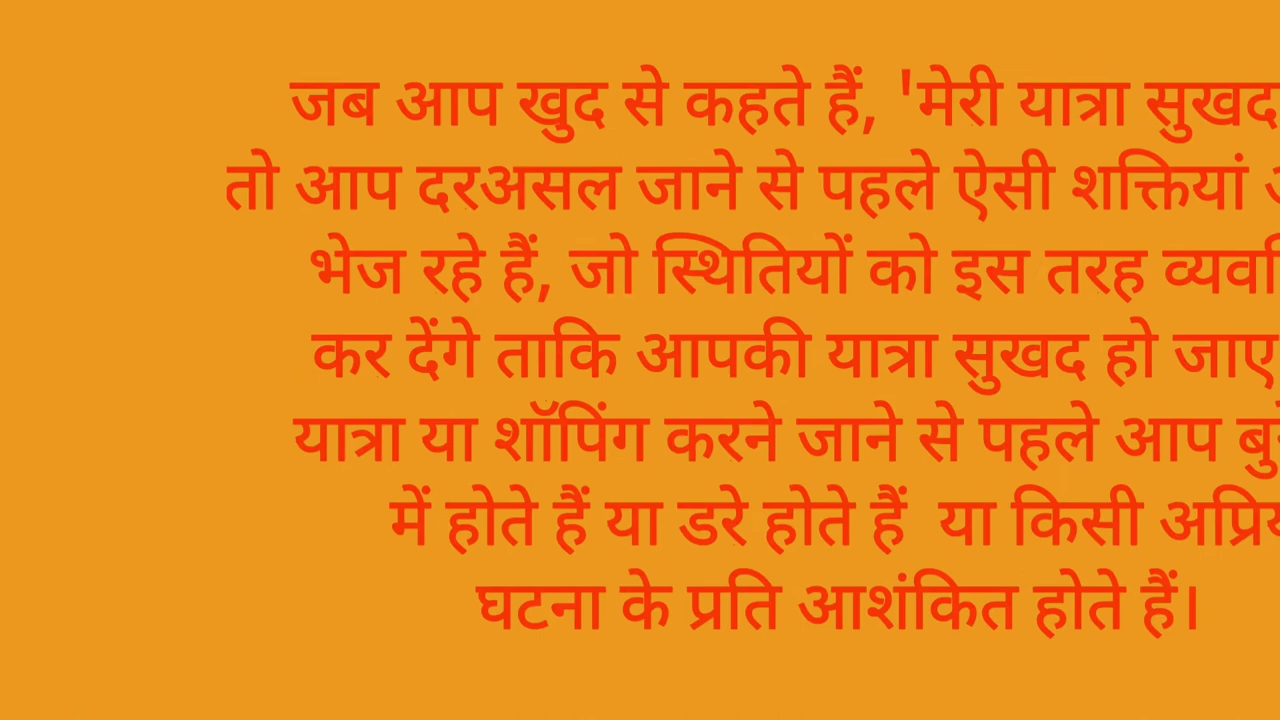 जब आप खुद से कहते हैं, 'मेरी यात्रा सुखद
तो आप दरअसल जाने से पहले ऐसी शक्तियां
भेज रहे हैं, जो स्थितियों को इस तरह
कर देंगे ताकि आपकी यात्रा सुखद हो जाए
यात्रा या शॉपिंग करने जाने से पहले आप
में होते हैं या डरे होते हैं या किसी
घटना के प्रति आशंकित होते हैं।